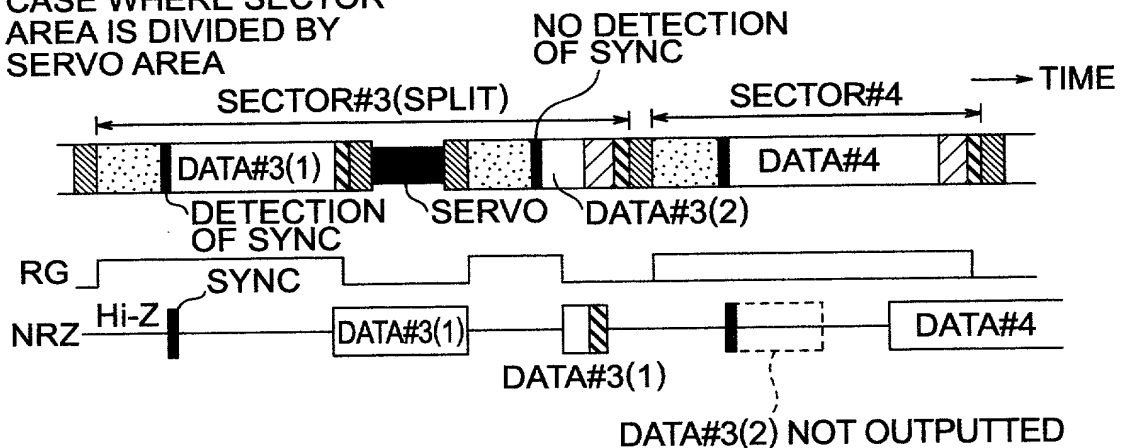 CASE WHERE SECTOR
AREA IS DIVIDED BY
SERVO AREA
NO DETECTION
OF SYNC
TIME
SECTOR#3(SPLIT)
SECTOR#4
DATA#3(1)
DATA#4
DETECTION
OF SYNC
SERVO
DATA#3(2)
RG
SYNC
Hi-Z
NRZ
DATA#3(1)
DATA#4
DATA#3(1)
DATA#3(2) NOT OUTPUTTED